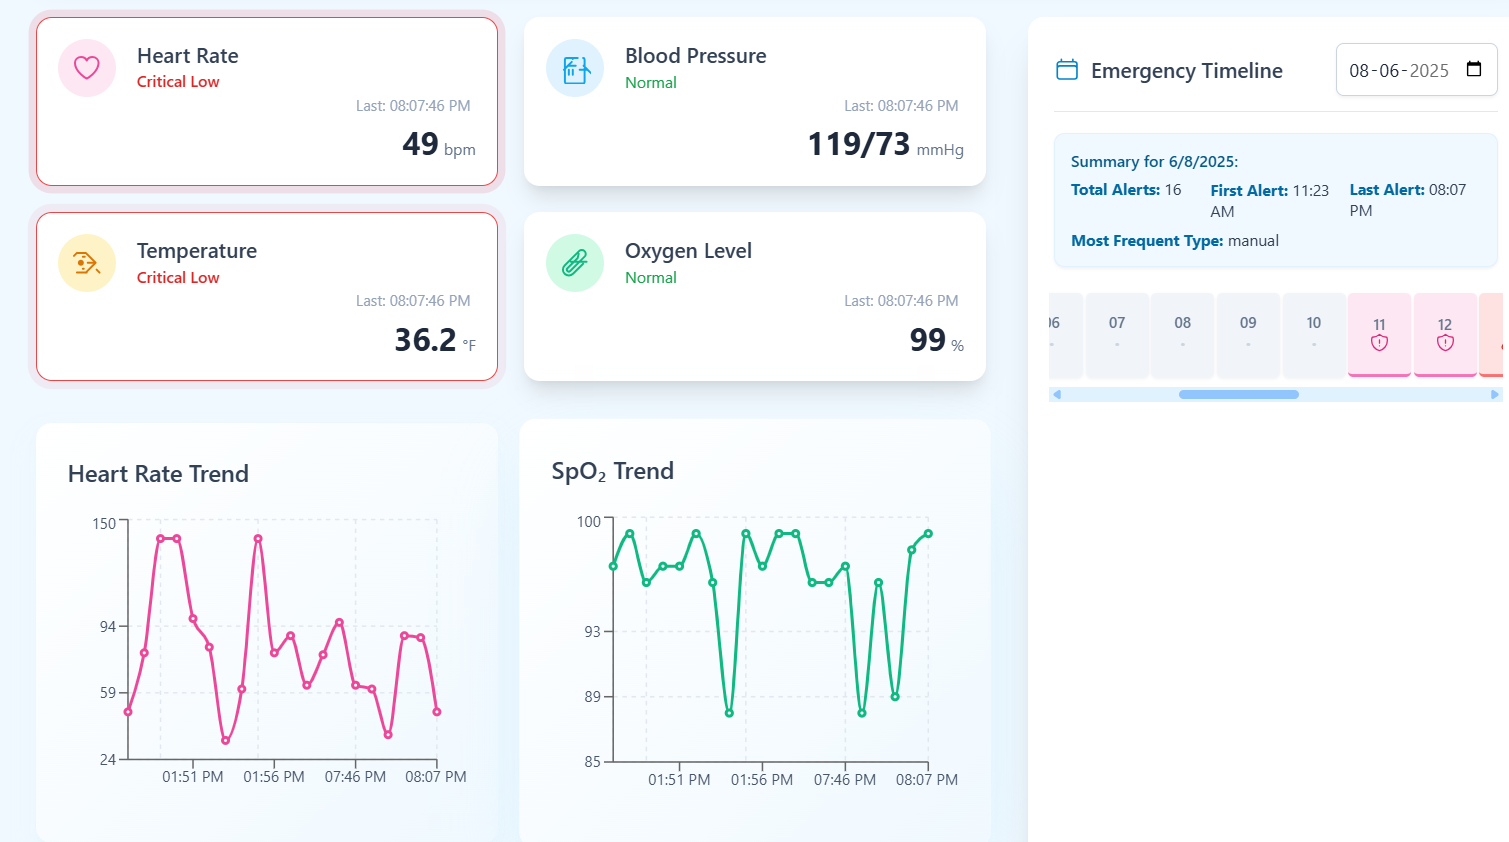 Heart Rate
Critical Low
Last: 08:07:46 PM
49 bpm
Blood Pressure
Normal
Last: 08:07:46 PM
119/73 mmHg
Temperature
Critical Low
Last: 08:07:46 PM
36.2 °F
Oxygen Level
Normal
Last: 08:07:46 PM
99 %
Heart Rate Trend
150
94
59
24
01:51 PM 01:56 PM 07:46 PM 08:07 PM
SpO₂ Trend
100
93
89
85
01:51 PM 01:56 PM 07:46 PM 08:07 PM
Emergency Timeline
08-06-2025
Summary for 6/8/2025:
Total Alerts: 16
First Alert: 11:23
AM
Last Alert: 08:07
PM
Most Frequent Type: manual
06 07 08 09 10 11 12